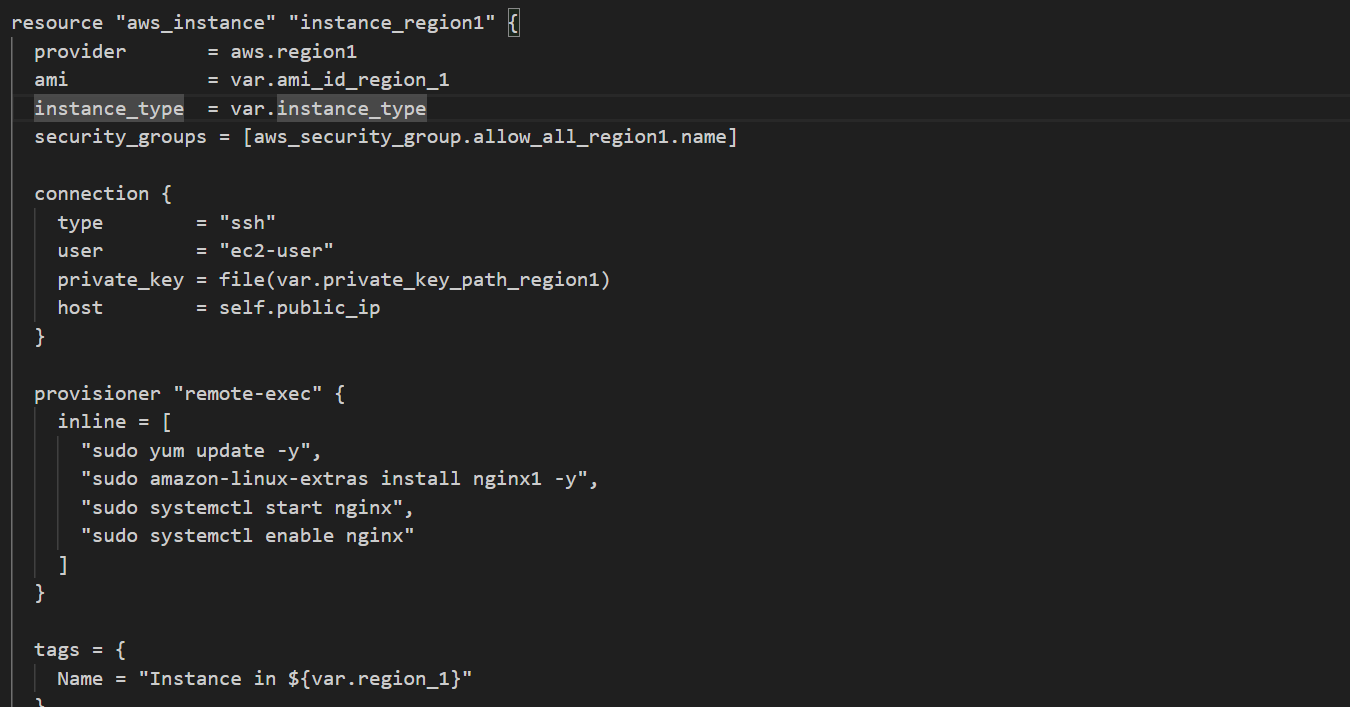 resource "aws_instance" "instance_region1" {
  provider       = aws.region1
  ami            = var.ami_id_region_1
  instance_type  = var.instance_type
  security_groups = [aws_security_group.allow_all_region1.name]

  connection {
    type        = "ssh"
    user        = "ec2-user"
    private_key = file(var.private_key_path_region1)
    host        = self.public_ip
  }

  provisioner "remote-exec" {
    inline = [
      "sudo yum update -y",
      "sudo amazon-linux-extras install nginx1 -y",
      "sudo systemctl start nginx",
      "sudo systemctl enable nginx"
    ]
  }

  tags = {
    Name = "Instance in ${var.region_1}"
  }